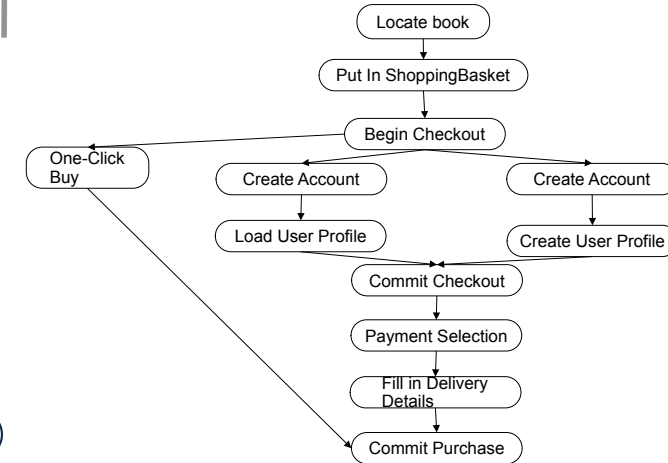 Locate book
Put In ShoppingBasket
Begin Checkout
One-Click
Buy
Create Account
Create Account
Load User Profile
Create User Profile
Commit Checkout
Payment Selection
Fill in Delivery
Details
Commit Purchase